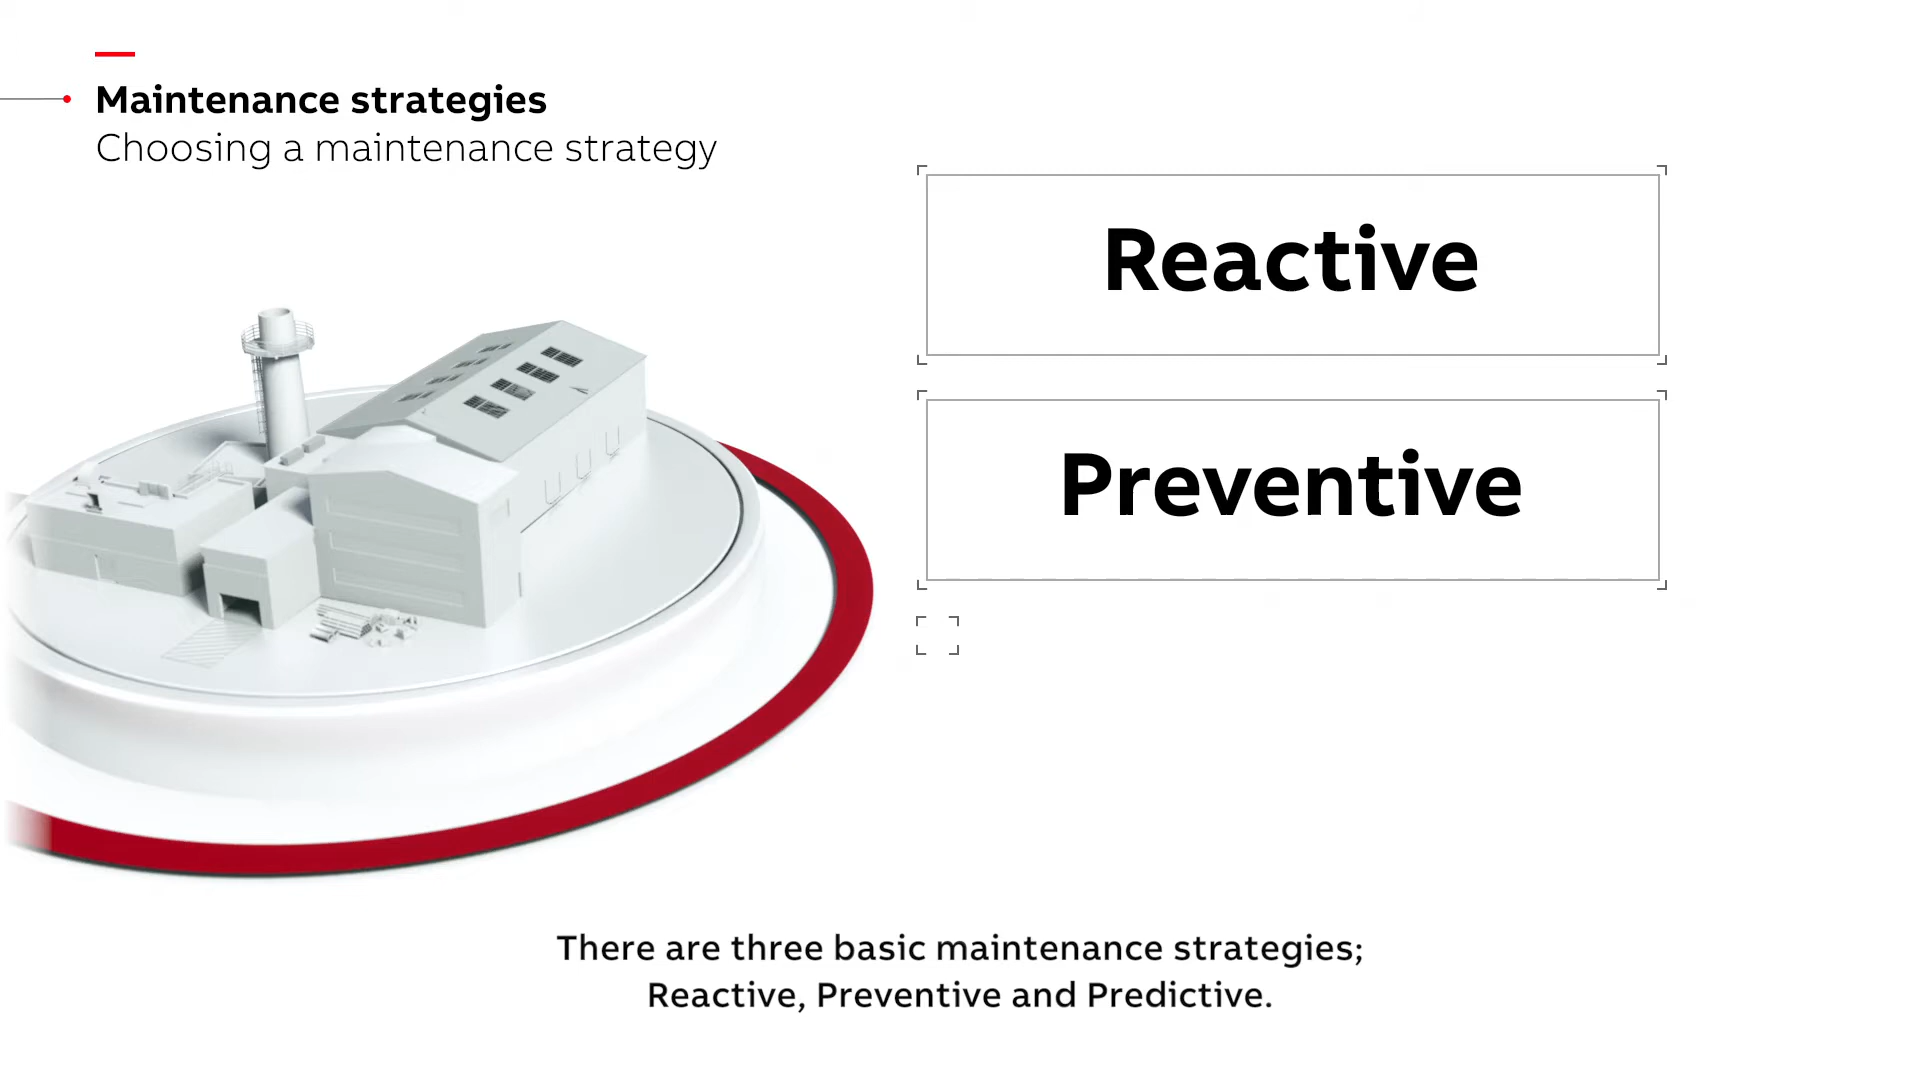 Maintenance strategies
Choosing a maintenance strategy
Reactive
Preventive
There are three basic maintenance strategies;
Reactive, Preventive and Predictive.